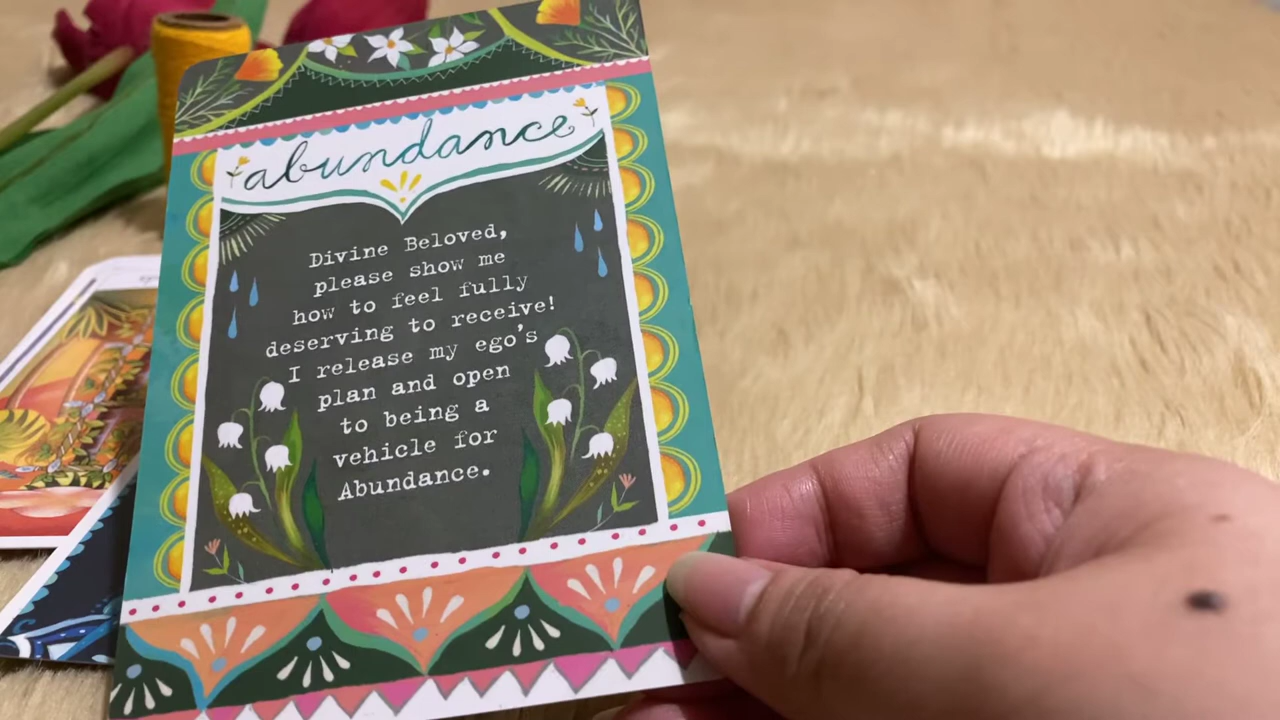 abundance
Divine Beloved,
please show me
how to feel fully
deserving to receive!
I release my ego's
plan and open
to being a
vehicle for
Abundance.